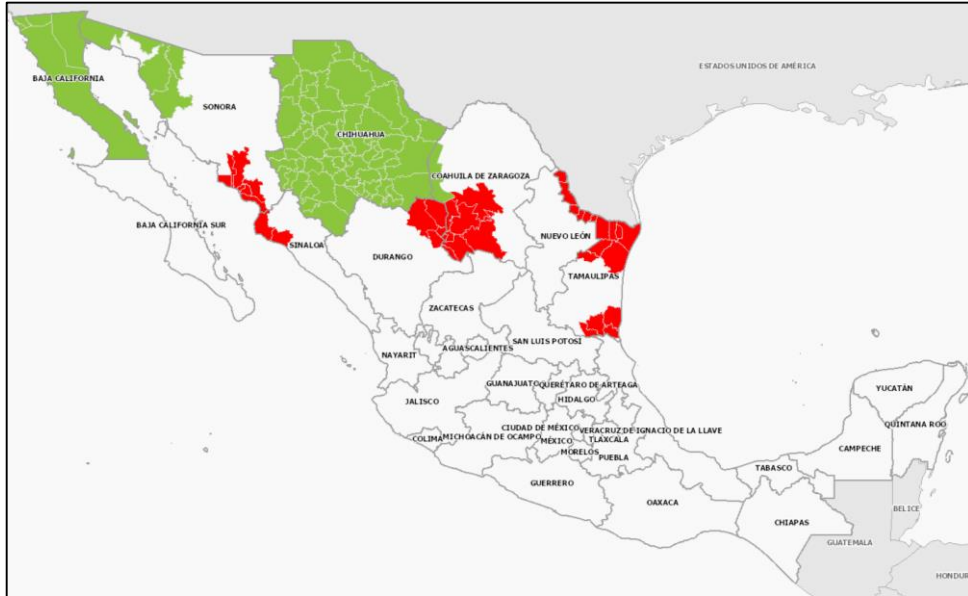 ESTADOS UNIDOS DE AMÉRICA
BAJA CALIFORNIA
SONORA
CHIHUAHUA
COAHUILA DE ZARAGOZA
BAJA CALIFORNIA SUR
NUEVO LEÓN
SINALOA
DURANGO
TAMAULIPAS
ZACATECAS
SAN LUIS POTOSÍ
AGUASCALIENTES
NAYARIT
GUANAJUATO
QUERÉTARO DE ARTEAGA
YUCATÁN
JALISCO
HIDALGO
QUINTANA ROO
CIUDAD DE MÉXICO
VERACRUZ DE IGNACIO DE LA LLAVE
COLIMA
MICHOACÁN DE OCAMPO
MÉXICO
TLAXCALA
CAMPECHE
MORELOS
PUEBLA
TABASCO
GUERRERO
OAXACA
BELICE
CHIAPAS
GUATEMALA
HONDUR